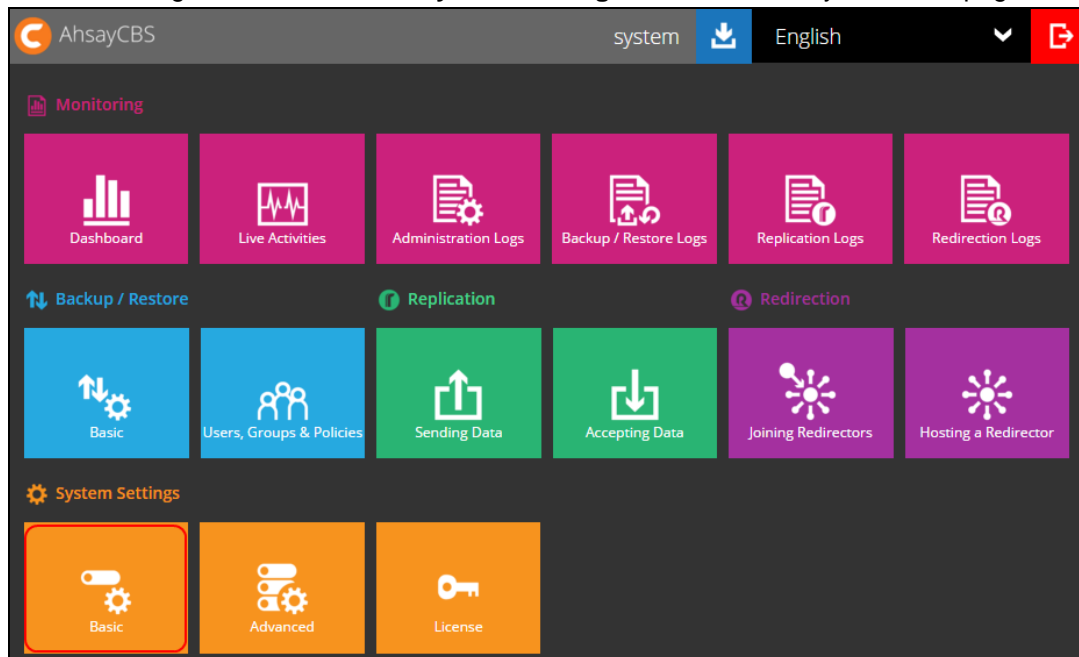 AhsayCBS system English
Monitoring
Dashboard Live Activities Administration Logs Backup / Restore Logs Replication Logs Redirection Logs
Backup / Restore Replication Redirection
Basic Users, Groups & Policies Sending Data Accepting Data Joining Redirectors Hosting a Redirector
System Settings
Basic Advanced License